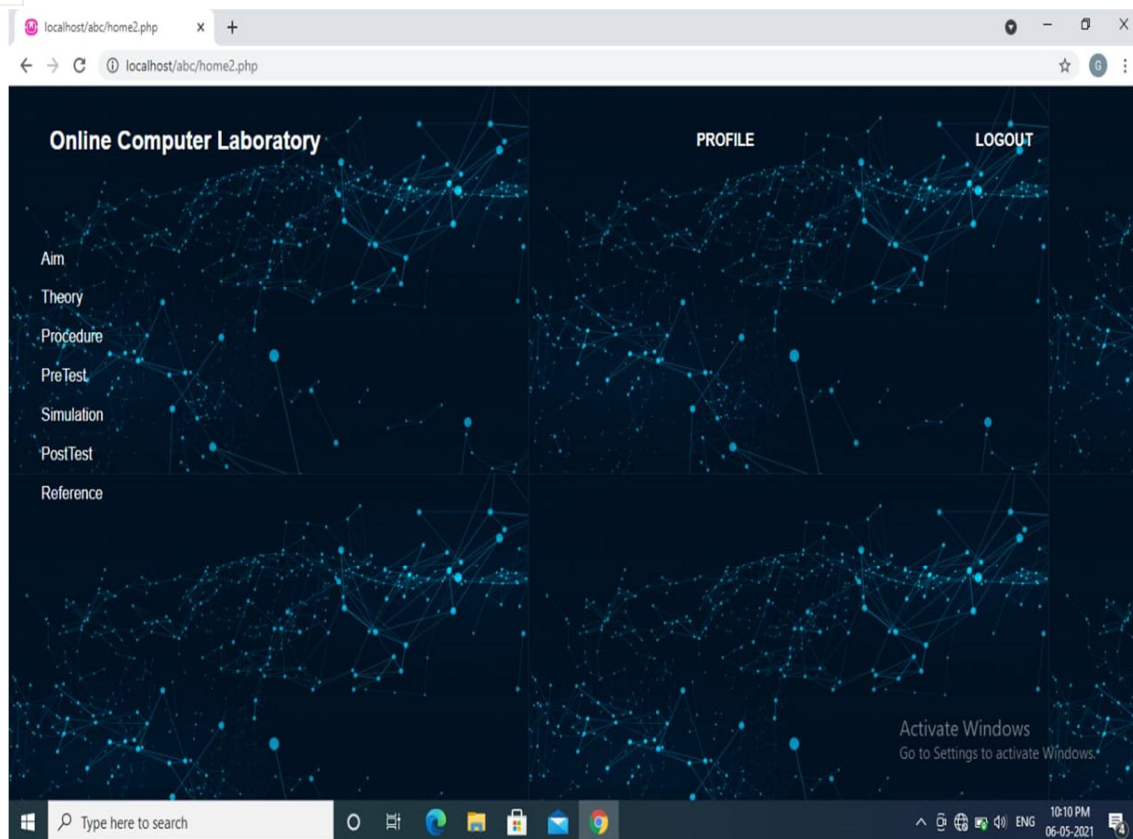 localhost/abc/home2.php
localhost/abc/home2.php
G
Online Computer Laboratory
PROFILE
LOGOUT
Aim
Theory
Procedure
PreTest
Simulation
PostTest
Reference
Activate Windows
Go to Settings to activate Windows.
Type here to search
ENG
10:10 PM
06-05-2021
4